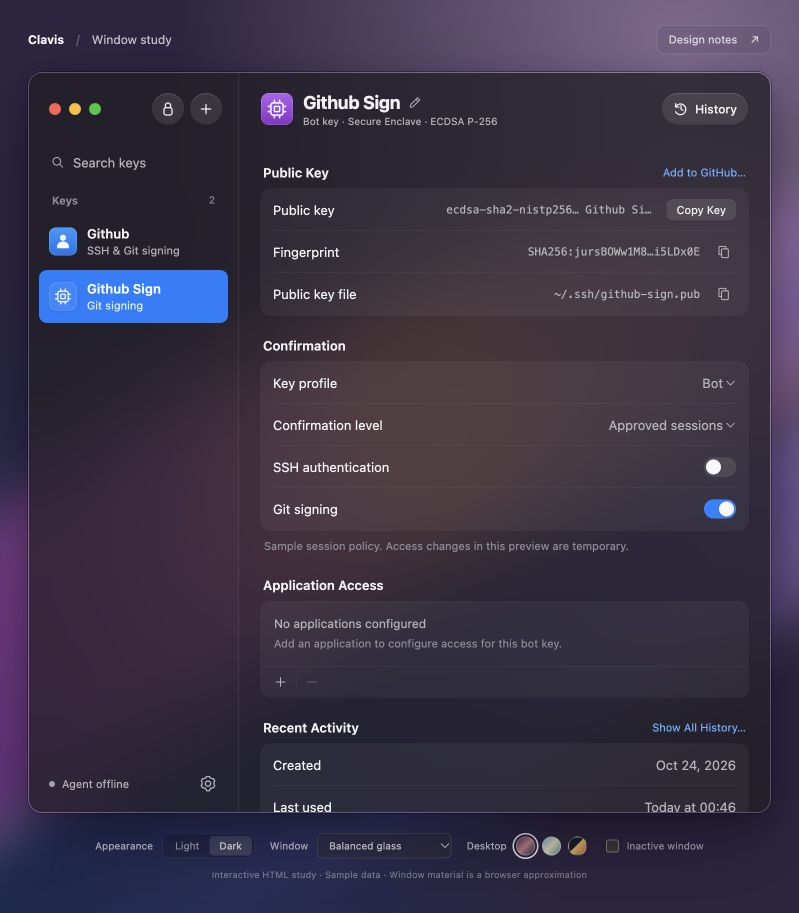 Clavis / Window study
Design notes
Github Sign
Bot key · Secure Enclave · ECDSA P-256
History
Search keys
Keys 2
Github
SSH & Git signing
Github Sign
Git signing
Agent offline
Public Key
Add to GitHub…
Public key ecdsa-sha2-nistp256… Github Si… Copy Key
Fingerprint SHA256:jursBOWw1M8…i5LDx0E
Public key file ~/.ssh/github-sign.pub
Confirmation
Key profile Bot
Confirmation level Approved sessions
SSH authentication
Git signing
Sample session policy. Access changes in this preview are temporary.
Application Access
No applications configured
Add an application to configure access for this bot key.
Recent Activity Show All History…
Created Oct 24, 2026
Last used Today at 00:46
Appearance Light Dark Window Balanced glass Desktop Inactive window
Interactive HTML study · Sample data · Window material is a browser approximation